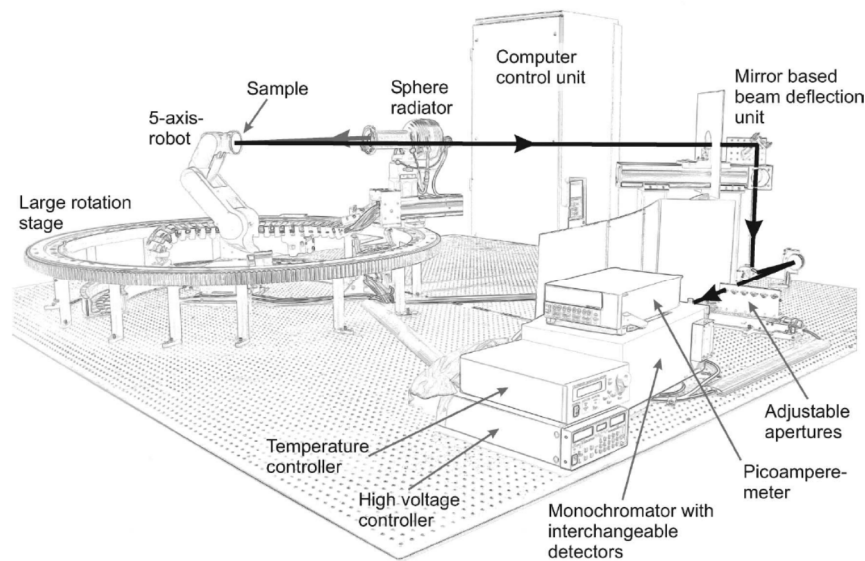 Computer
control unit
Mirror based
beam deflection
unit
Sample
Sphere
radiator
5-axis-
robot
Large rotation
stage
Adjustable
apertures
Temperature
controller
Picoampere-
meter
High voltage
controller
Monochromator with
interchangeable
detectors